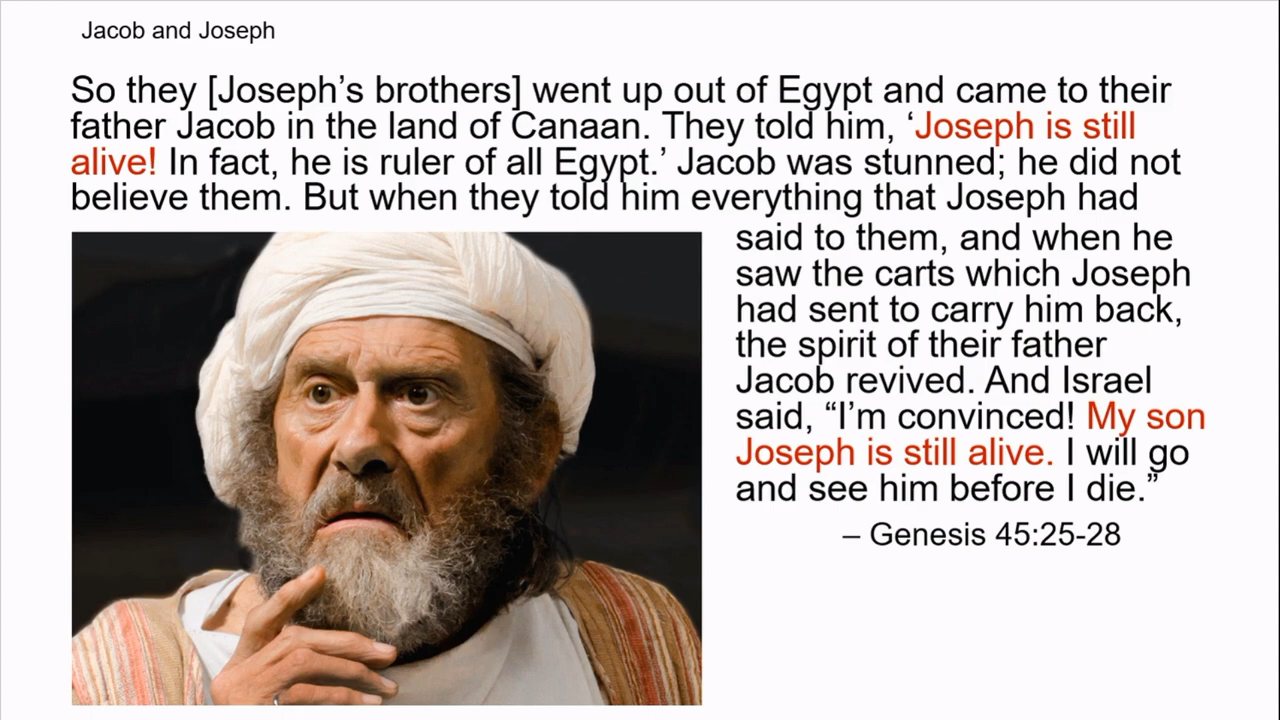 Jacob and Joseph
So they [Joseph’s brothers] went up out of Egypt and came to their
father Jacob in the land of Canaan. They told him, ‘Joseph is still
alive! In fact, he is ruler of all Egypt.’ Jacob was stunned; he did not
believe them. But when they told him everything that Joseph had
said to them, and when he
saw the carts which Joseph
had sent to carry him back,
the spirit of their father
Jacob revived. And Israel
said, “I’m convinced! My son
Joseph is still alive. I will go
and see him before I die.”
– Genesis 45:25-28